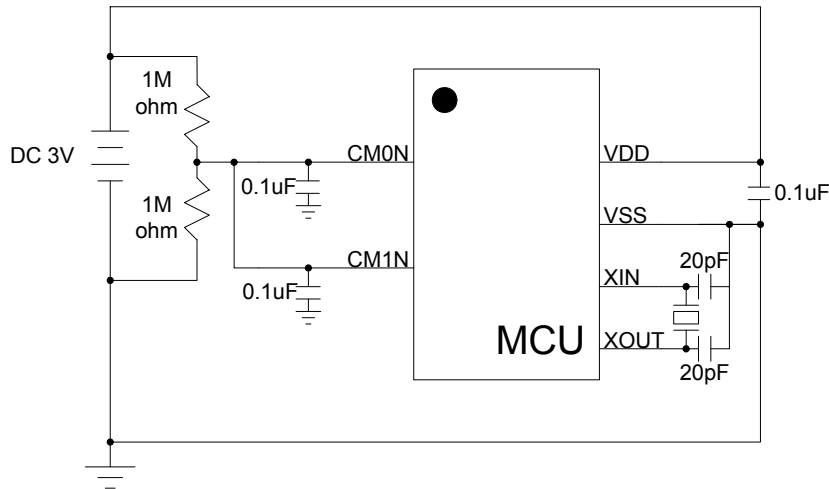 1M
ohm
DC 3V
1M
ohm
0.1uF
0.1uF
CM0N
CM1N
MCU
VDD
VSS
XIN
XOUT
0.1uF
20pF
20pF